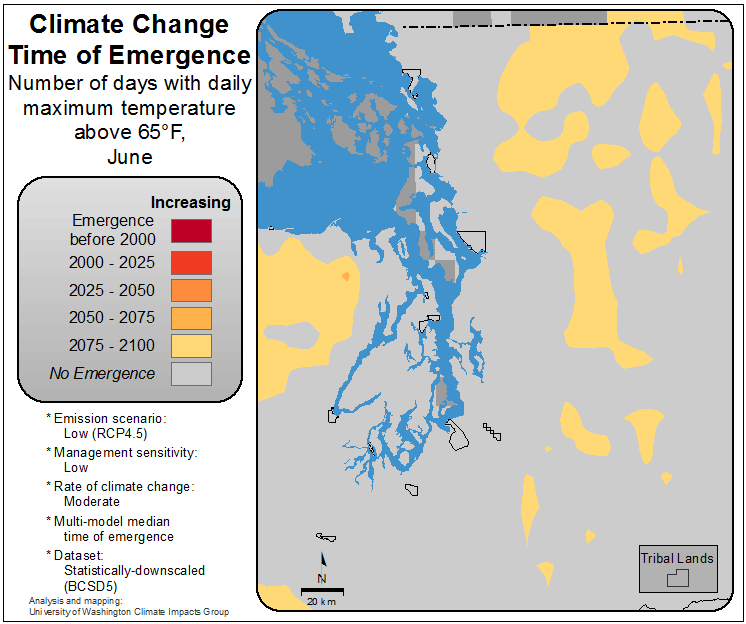 Climate Change
Time of Emergence
Number of days with daily
maximum temperature
above 65°F,
June
Increasing
Emergence
before 2000
2000 - 2025
2025 - 2050
2050 - 2075
2075 - 2100
No Emergence
* Emission scenario:
Low (RCP4.5)
* Management sensitivity:
Low
* Rate of climate change:
Moderate
* Multi-model median
time of emergence
* Dataset:
Statistically-downscaled
(BCSD5)
Analysis and mapping:
University of Washington Climate Impacts Group
N
20 km
Tribal Lands